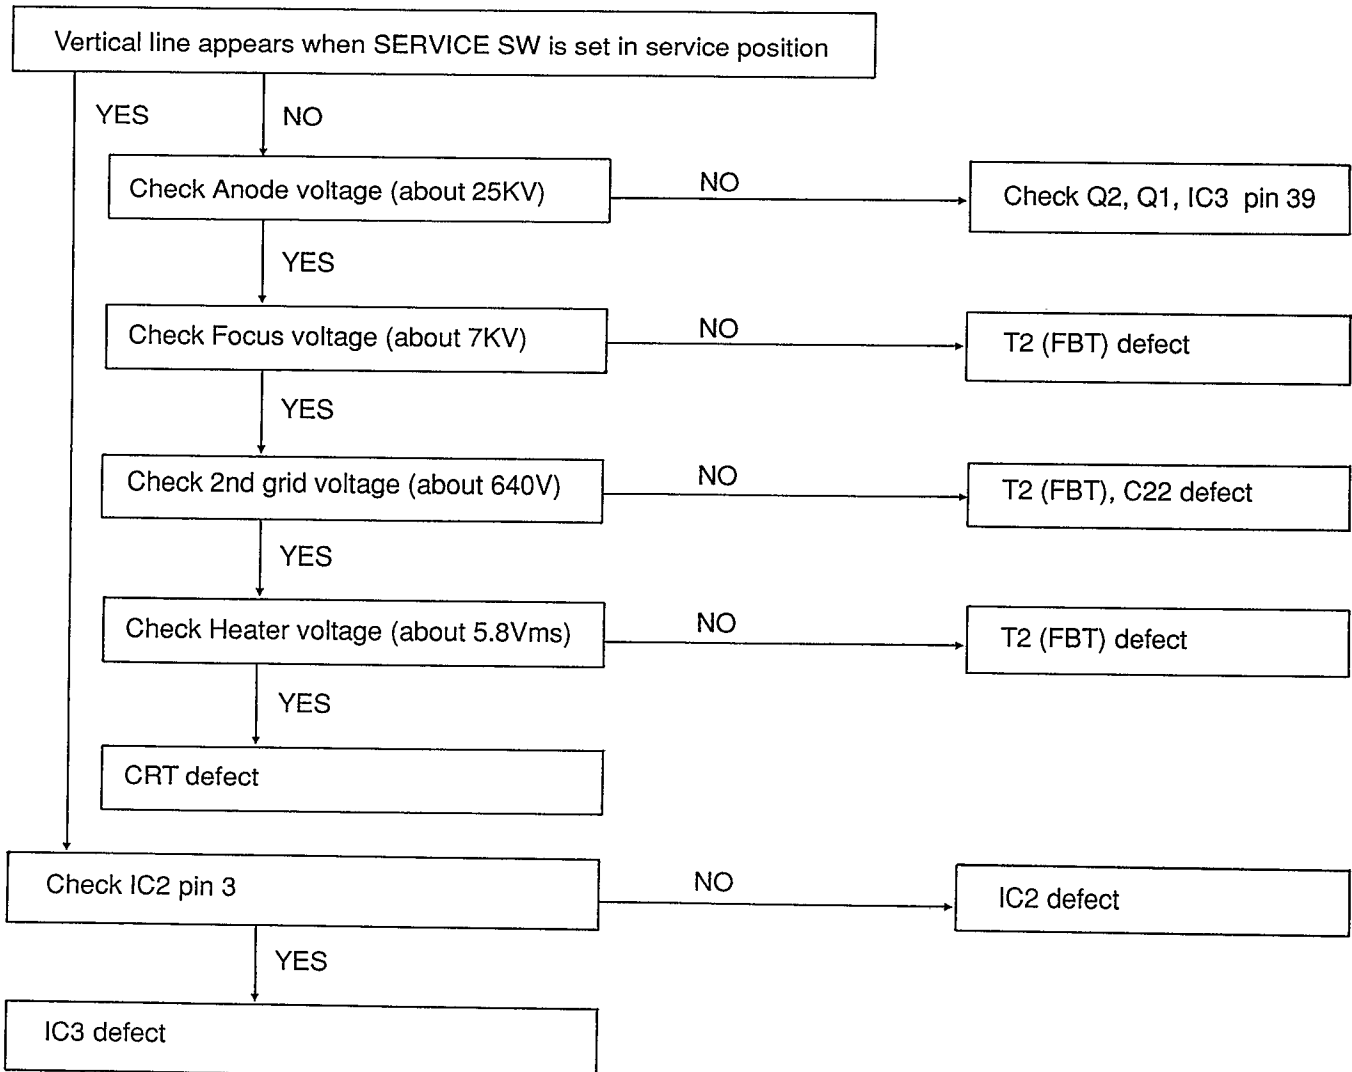 Vertical line appears when SERVICE SW is set in service position
YES
NO
Check Anode voltage (about 25KV)
NO
Check Q2, Q1, IC3 pin 39
YES
Check Focus voltage (about 7KV)
NO
T2 (FBT) defect
YES
Check 2nd grid voltage (about 640V)
NO
T2 (FBT), C22 defect
YES
Check Heater voltage (about 5.8Vms)
NO
T2 (FBT) defect
YES
CRT defect
Check IC2 pin 3
NO
IC2 defect
YES
IC3 defect